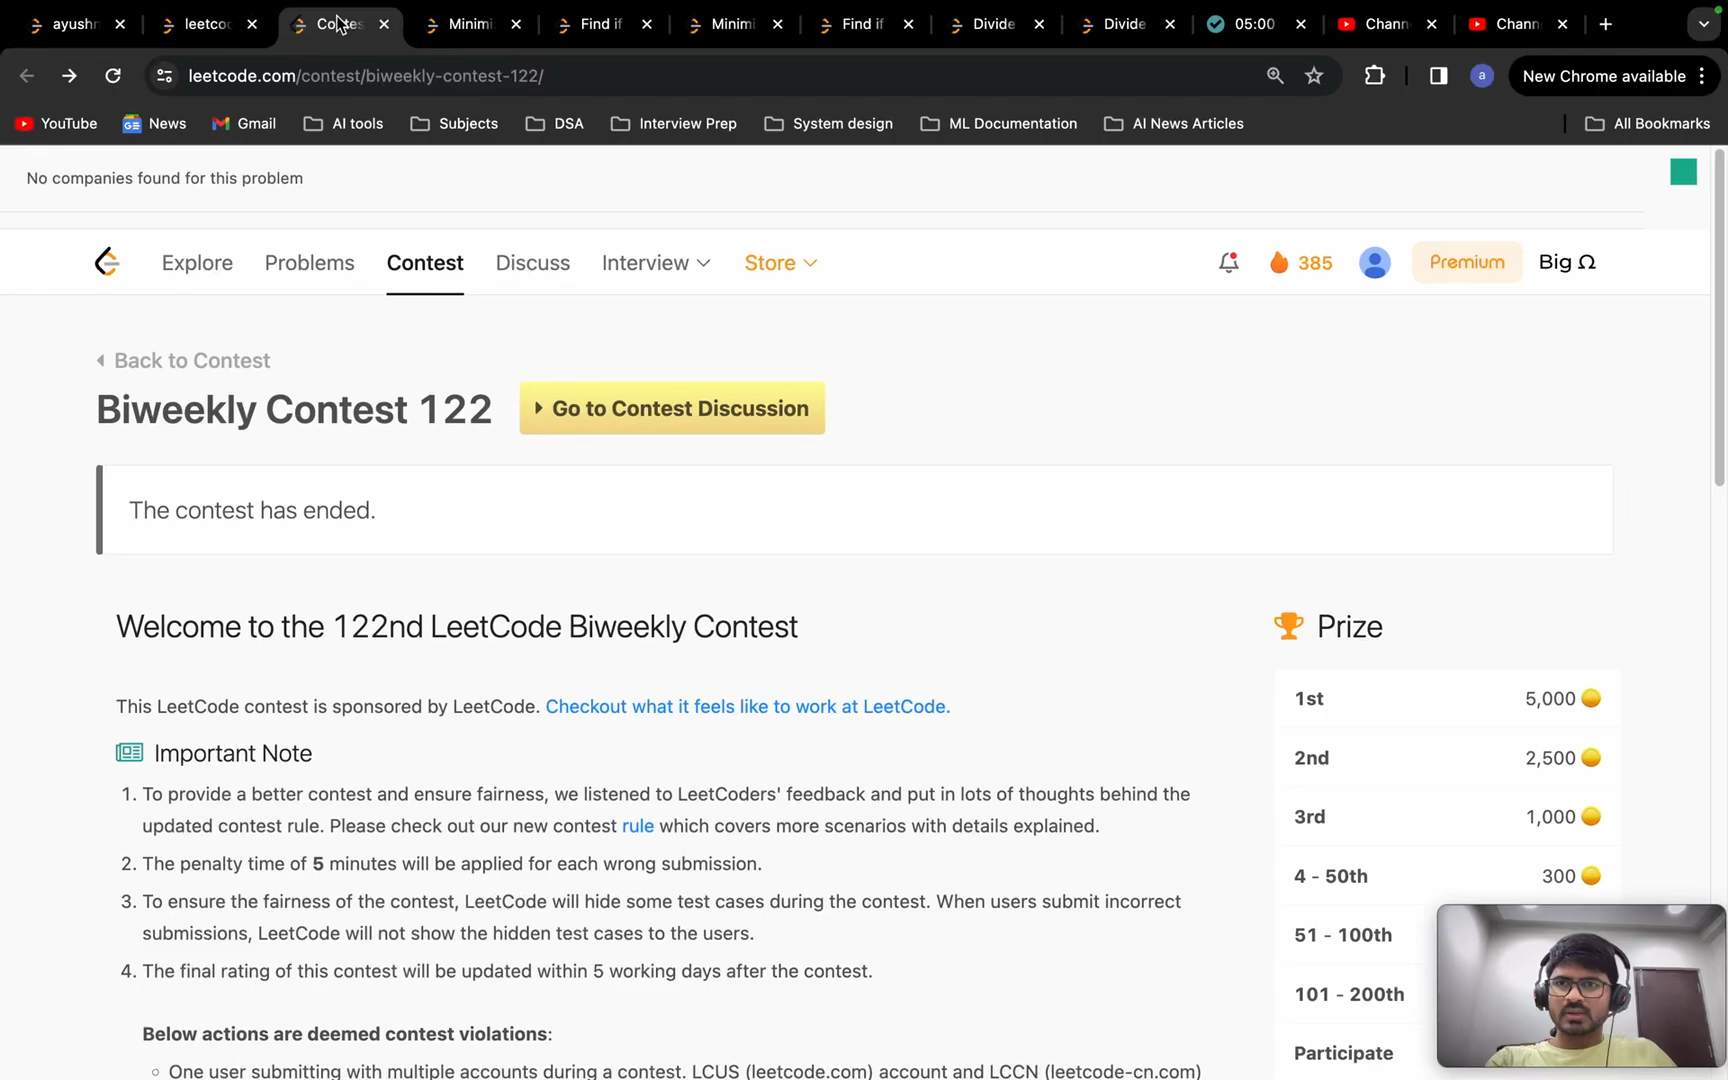 ayushr
leetco
Contes
Minimi
Find if
Minimi
Find if
Divide
Divide
05:00
Chann
Chann
leetcode.com/contest/biweekly-contest-122/
a
New Chrome available
YouTube
News
Gmail
AI tools
Subjects
DSA
Interview Prep
System design
ML Documentation
AI News Articles
All Bookmarks
No companies found for this problem
Explore
Problems
Contest
Discuss
Interview
Store
385
Premium
Big Ω
Back to Contest
Biweekly Contest 122
Go to Contest Discussion
The contest has ended.
Welcome to the 122nd LeetCode Biweekly Contest
This LeetCode contest is sponsored by LeetCode. Checkout what it feels like to work at LeetCode.
Important Note
1. To provide a better contest and ensure fairness, we listened to LeetCoders' feedback and put in lots of thoughts behind the
updated contest rule. Please check out our new contest rule which covers more scenarios with details explained.
2. The penalty time of 5 minutes will be applied for each wrong submission.
3. To ensure the fairness of the contest, LeetCode will hide some test cases during the contest. When users submit incorrect
submissions, LeetCode will not show the hidden test cases to the users.
4. The final rating of this contest will be updated within 5 working days after the contest.
Below actions are deemed contest violations:
One user submitting with multiple accounts during a contest. LCUS (leetcode.com) account and LCCN (leetcode-cn.com)
Prize
1st 5,000
2nd 2,500
3rd 1,000
4 - 50th 300
51 - 100th
101 - 200th
Participate